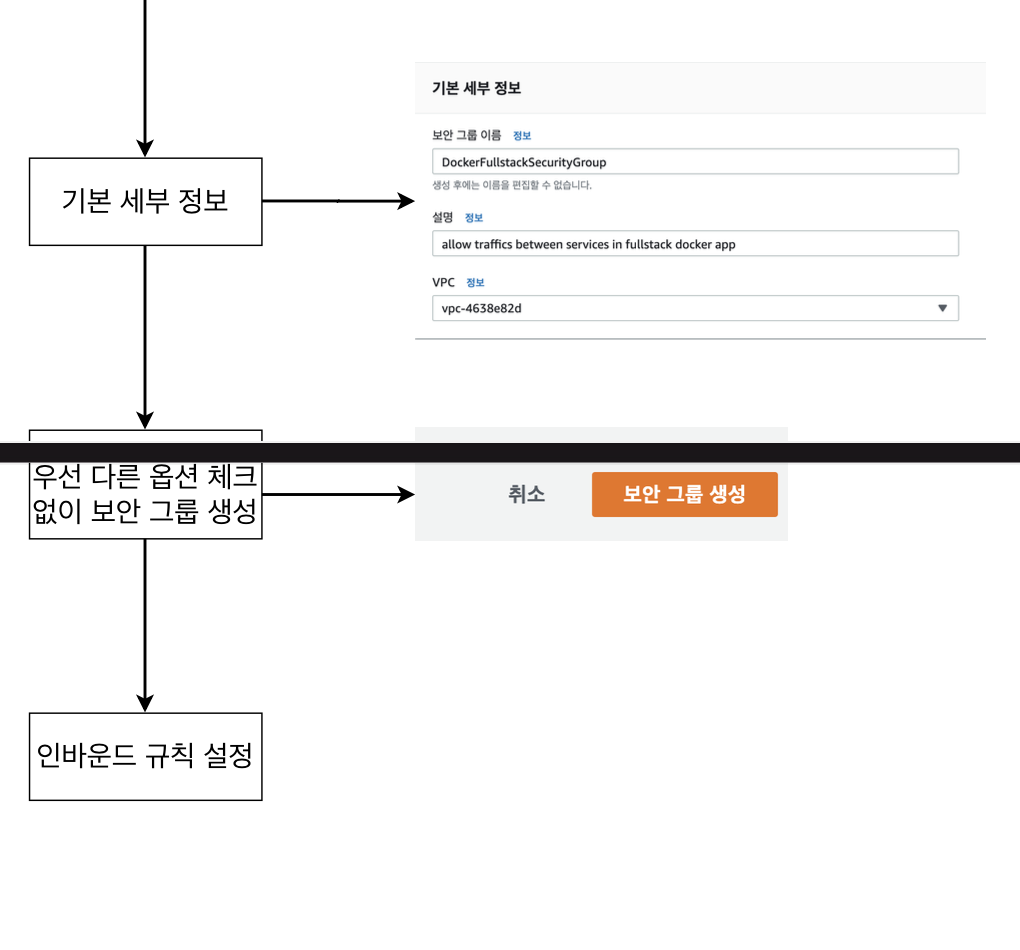 기본 세부 정보
기본 세부 정보
보안 그룹 이름 정보
DockerFullstackSecurityGroup
생성 후에는 이름을 편집할 수 없습니다.
설명 정보
allow traffics between services in fullstack docker app
VPC 정보
vpc-4638e82d
우선 다른 옵션 체크
없이 보안 그룹 생성
취소
보안 그룹 생성
인바운드 규칙 설정